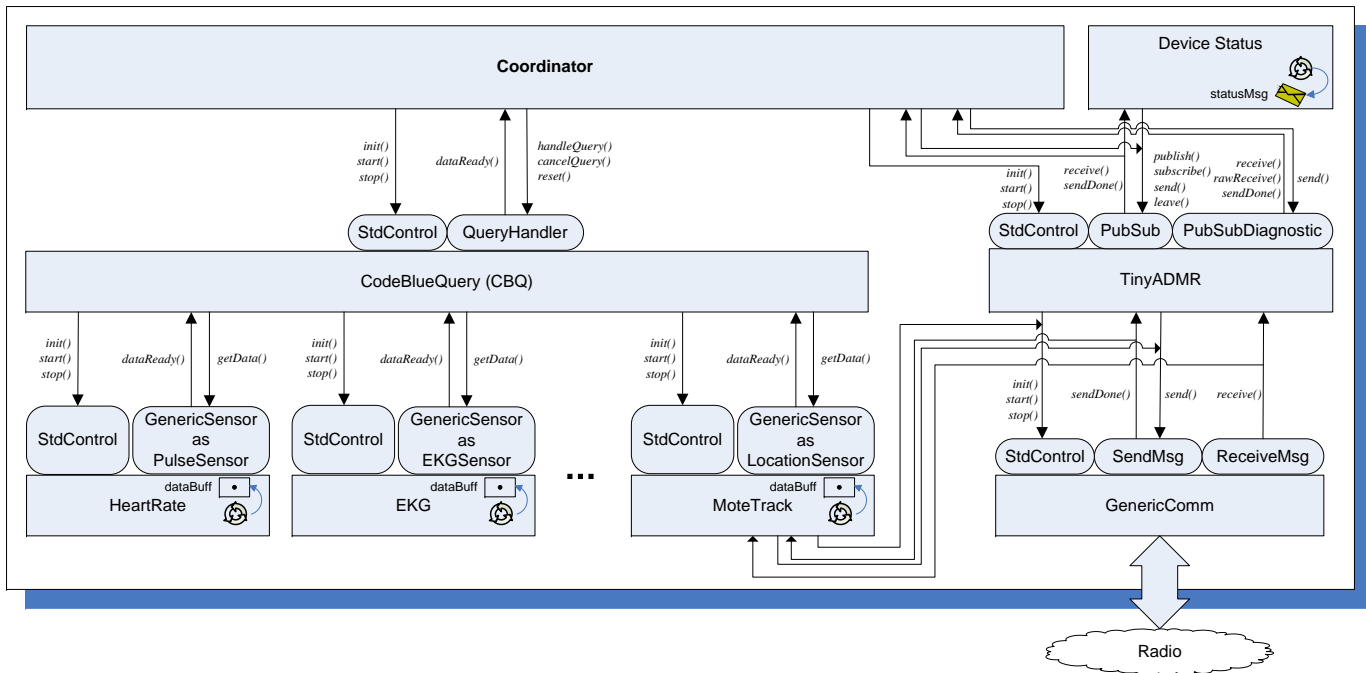 Coordinator
Device Status
statusMsg
init()
start()
stop()
dataReady()
handleQuery()
cancelQuery()
reset()
init()
start()
stop()
receive()
sendDone()
publish()
subscribe()
send()
leave()
receive()
rawReceive()
sendDone()
send()
StdControl
QueryHandler
StdControl
PubSub
PubSubDiagnostic
CodeBlueQuery (CBQ)
TinyADMR
init()
start()
stop()
dataReady()
getData()
init()
start()
stop()
dataReady()
getData()
init()
start()
stop()
dataReady()
getData()
init()
start()
stop()
sendDone()
send()
receive()
StdControl
GenericSensor
as
PulseSensor
StdControl
GenericSensor
as
EKGSensor
...
StdControl
GenericSensor
as
LocationSensor
StdControl
SendMsg
ReceiveMsg
dataBuff
HeartRate
dataBuff
EKG
dataBuff
MoteTrack
GenericComm
Radio